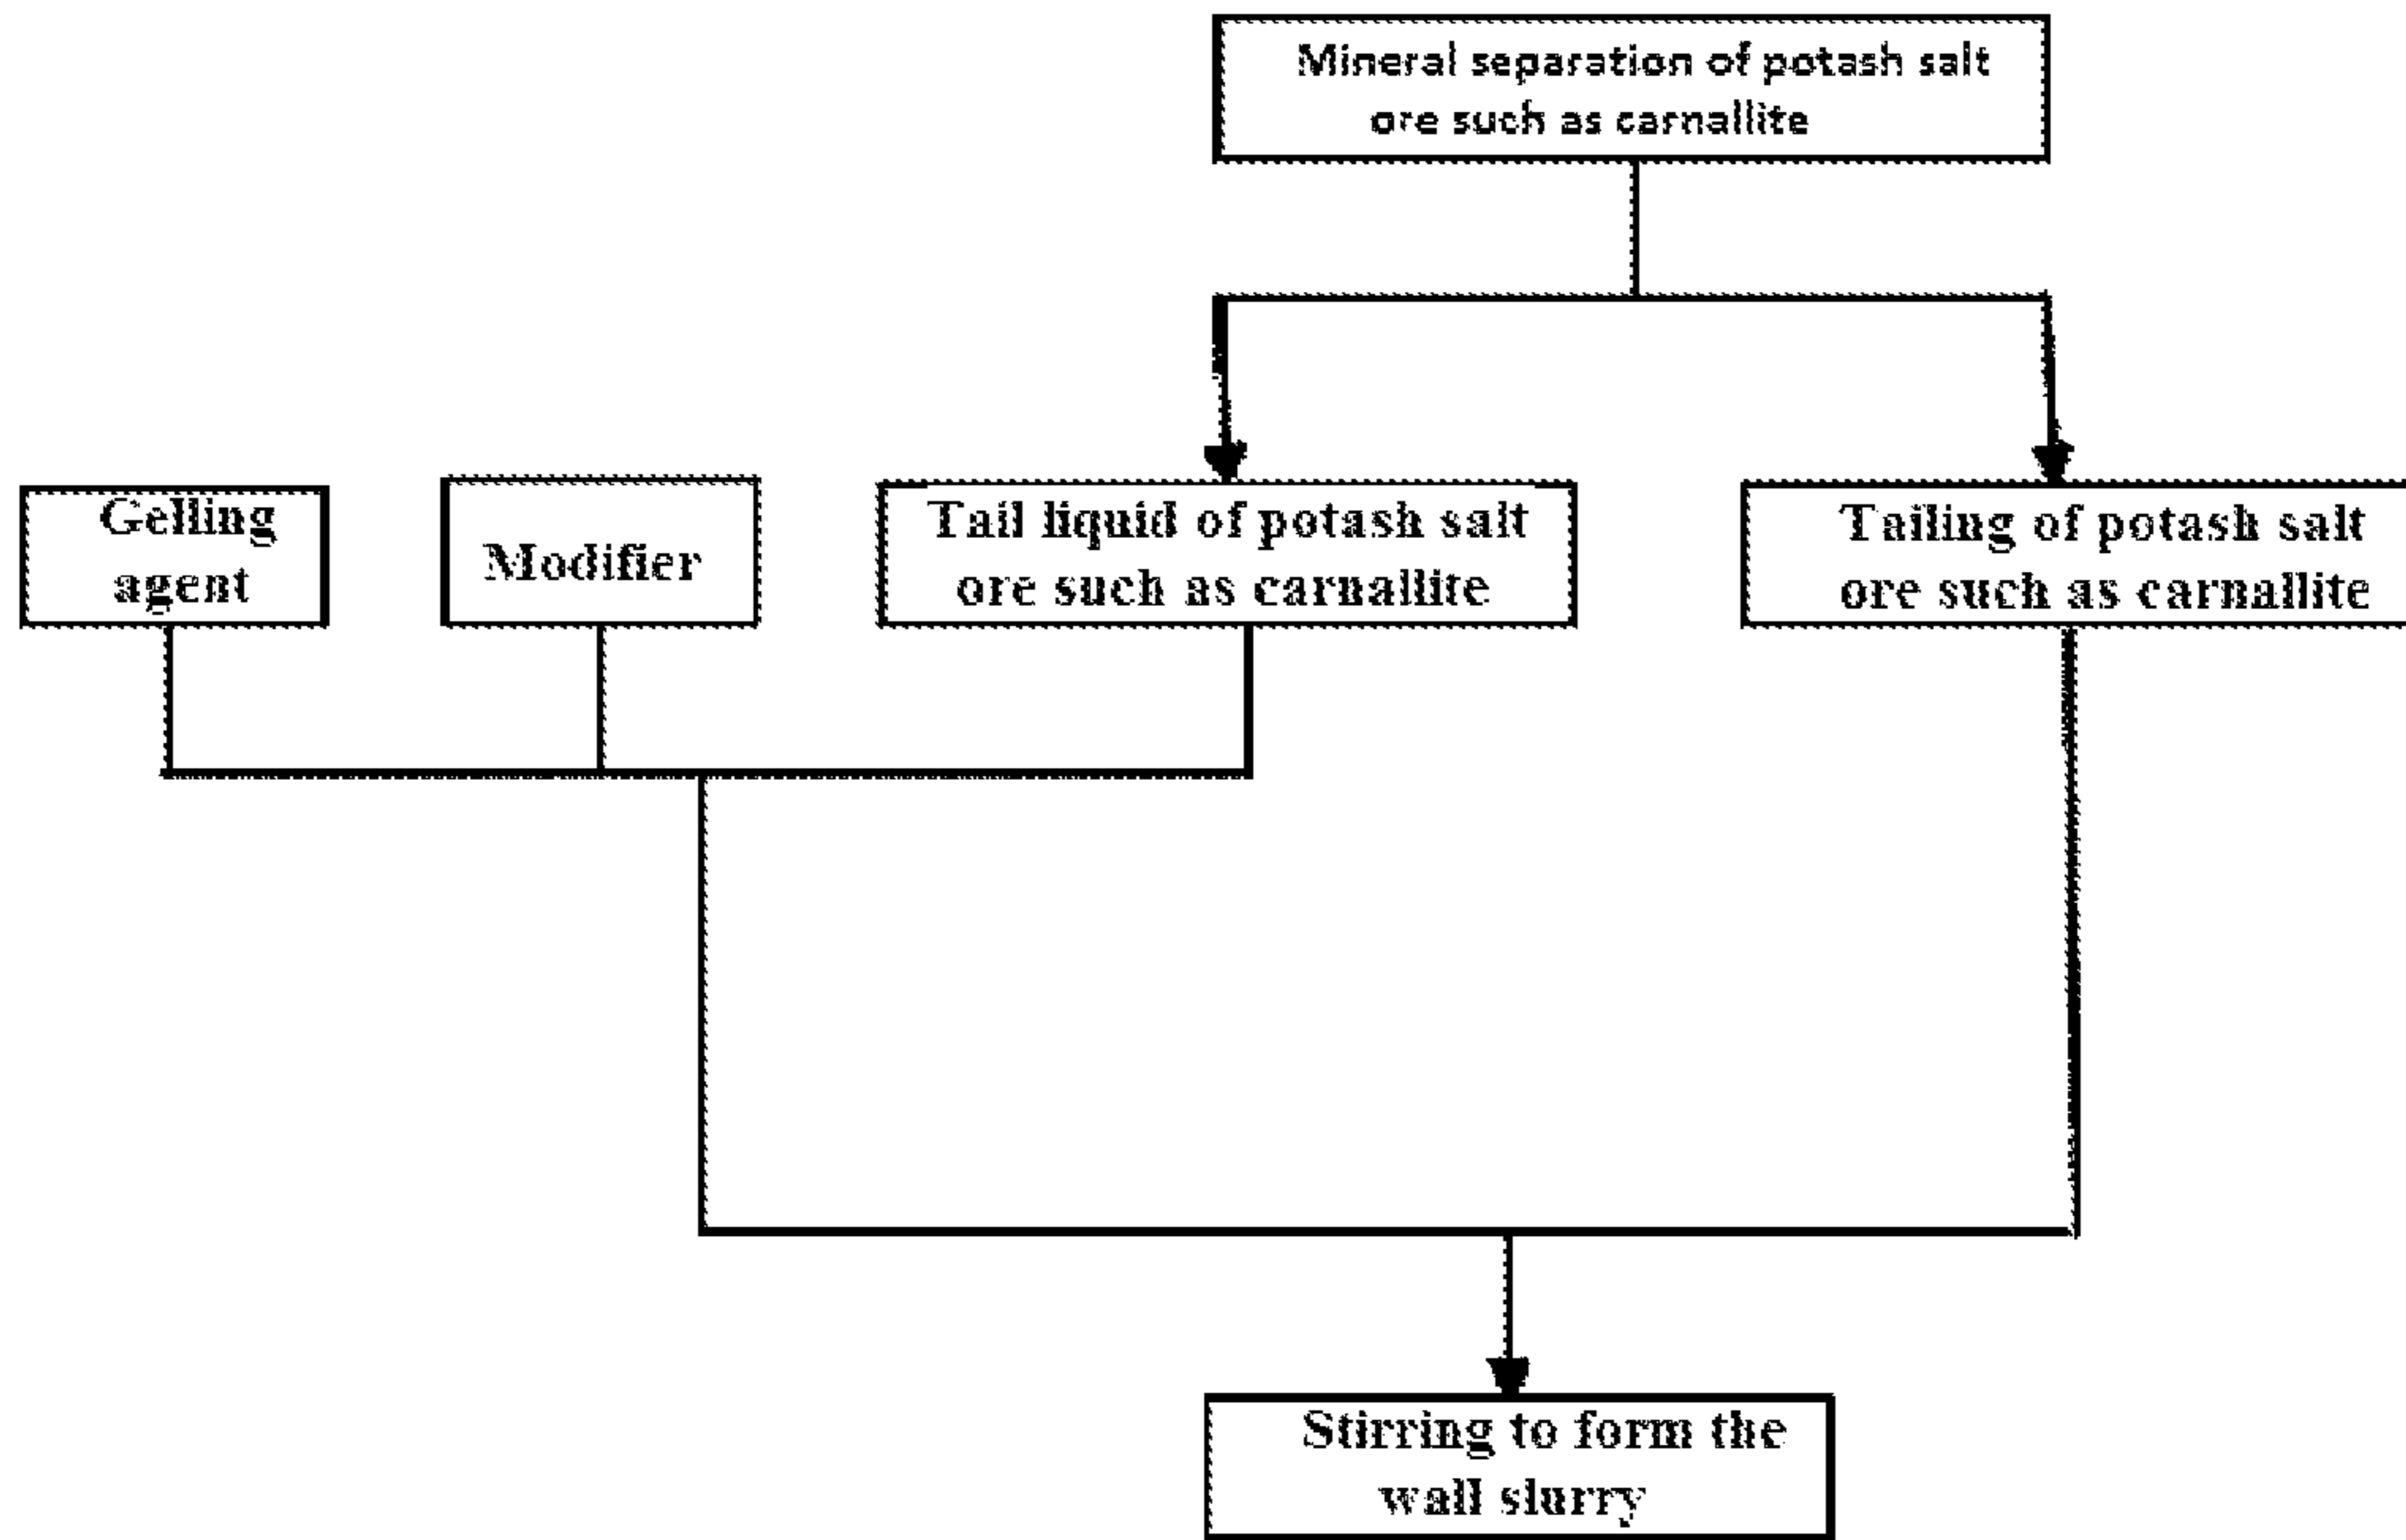 Mineral separation of potash salt
ore such as carnallite
Gelling
agent
Modifier
Tail liquid of potash salt
ore such as carnallite
Tailing of potash salt
ore such as carnallite
Stirring to form the
wall slurry